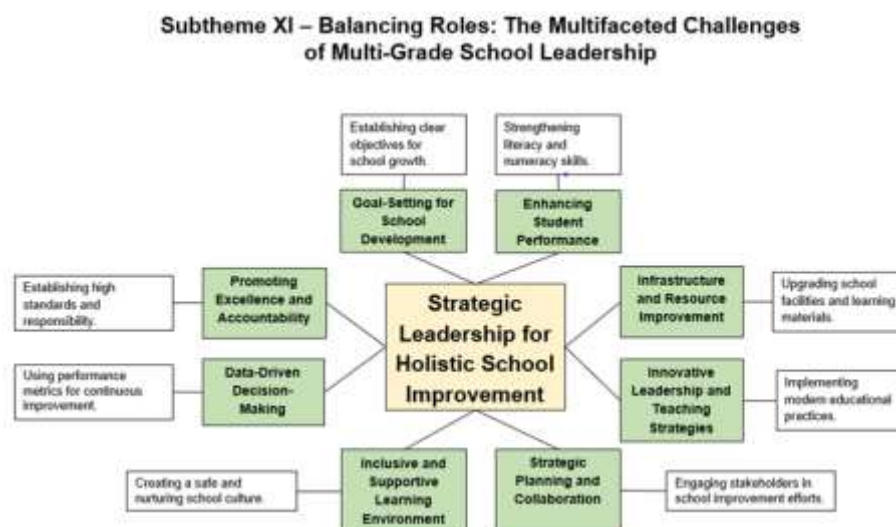 Subtheme XI – Balancing Roles: The Multifaceted Challenges
of Multi-Grade School Leadership
Establishing clear
objectives for
school growth.
Strengthening
literacy and
numeracy skills.
Goal-Setting for
School
Development
Enhancing
Student
Performance
Establishing high
standards and
responsibility.
Promoting
Excellence and
Accountability
Strategic
Leadership for
Holistic School
Improvement
Infrastructure
and Resource
Improvement
Upgrading school
facilities and learning
materials.
Using performance
metrics for continuous
improvement.
Data-Driven
Decision-
Making
Innovative
Leadership and
Teaching
Strategies
Implementing
modern educational
practices.
Creating a safe and
nurturing school culture.
Inclusive and
Supportive
Learning
Environment
Strategic
Planning and
Collaboration
Engaging stakeholders in
school improvement efforts.